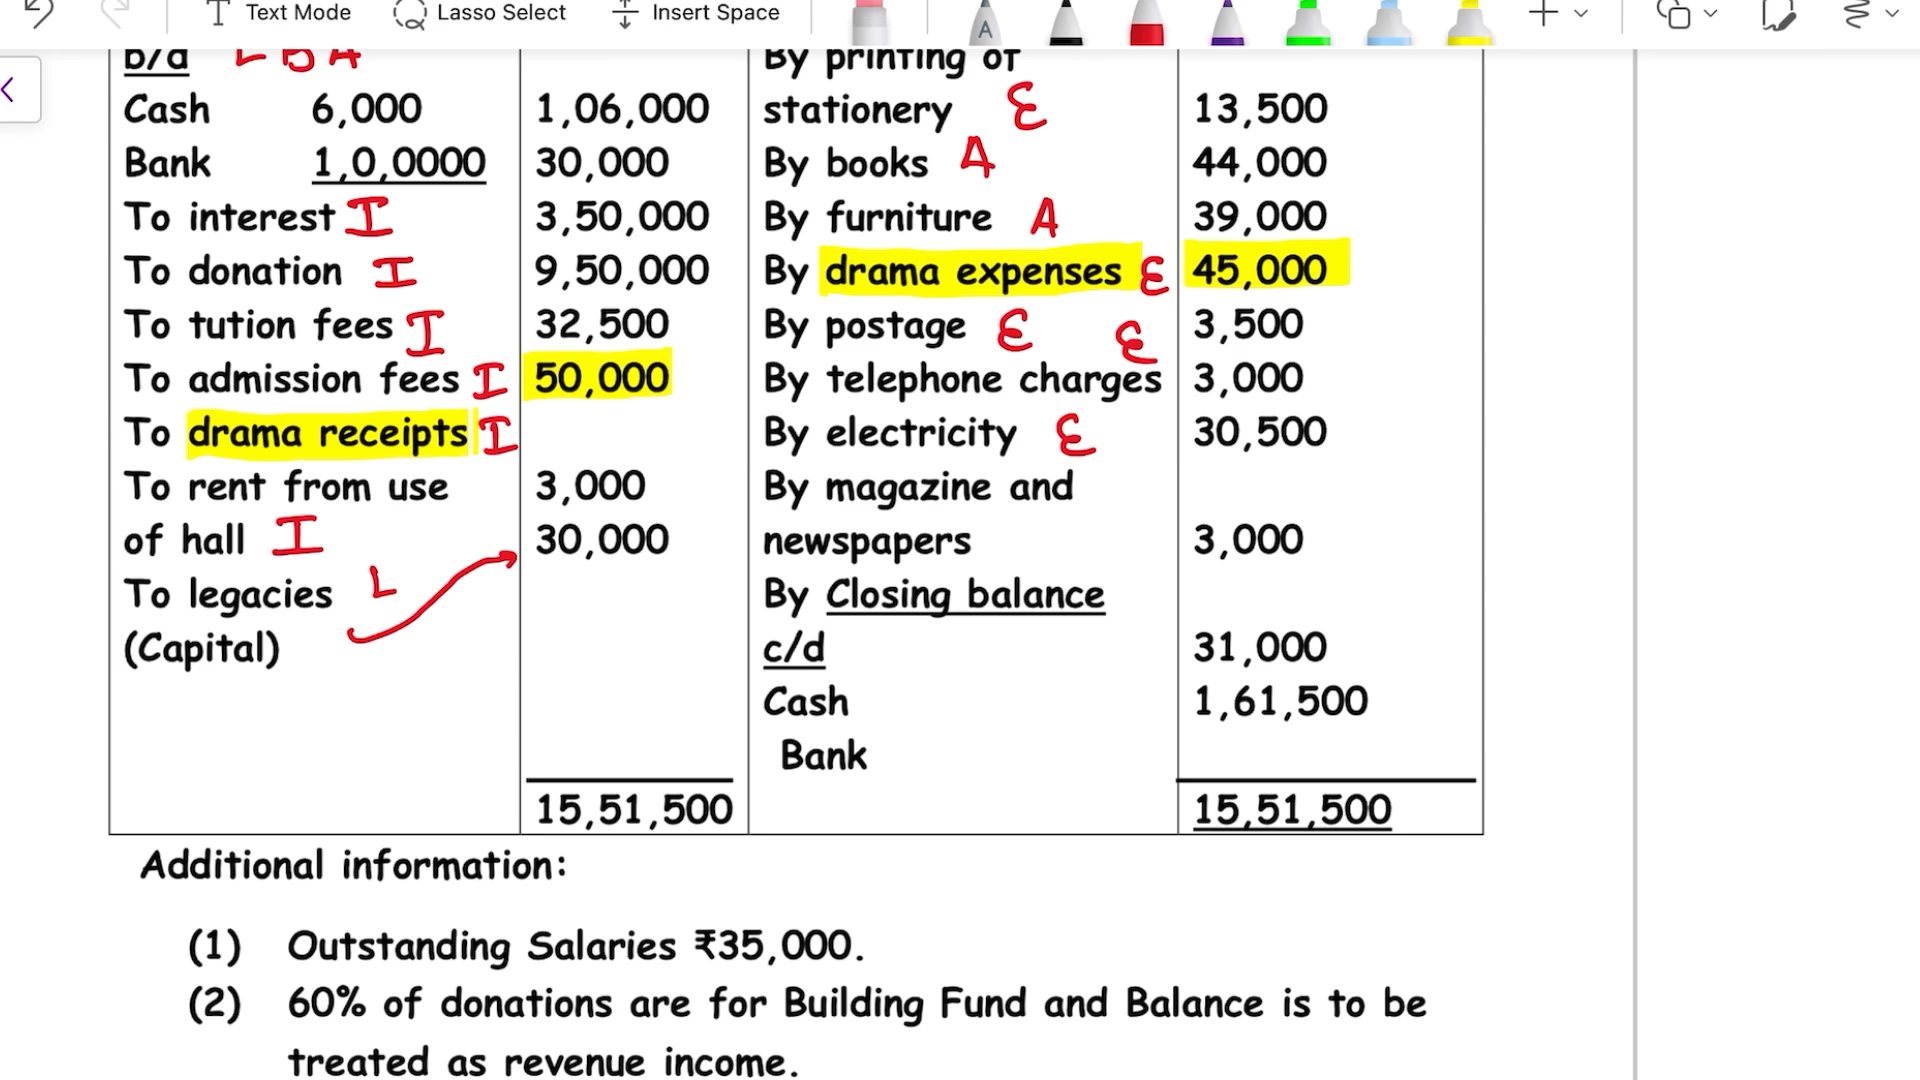 Text Mode Lasso Select Insert Space
A
b/d L B A By printing of
Cash 6,000 1,06,000 stationery E 13,500
Bank 1,0,0000 30,000 By books A 44,000
To interest I 3,50,000 By furniture A 39,000
To donation I 9,50,000 By drama expenses E 45,000
To tution fees I 32,500 By postage E E 3,500
To admission fees I 50,000 By telephone charges 3,000
To drama receipts I By electricity E 30,500
To rent from use 3,000 By magazine and
of hall I 30,000 newspapers 3,000
To legacies L By Closing balance
(Capital) c/d 31,000
Cash 1,61,500
Bank
15,51,500 15,51,500
Additional information:
(1) Outstanding Salaries ₹35,000.
(2) 60% of donations are for Building Fund and Balance is to be
treated as revenue income.